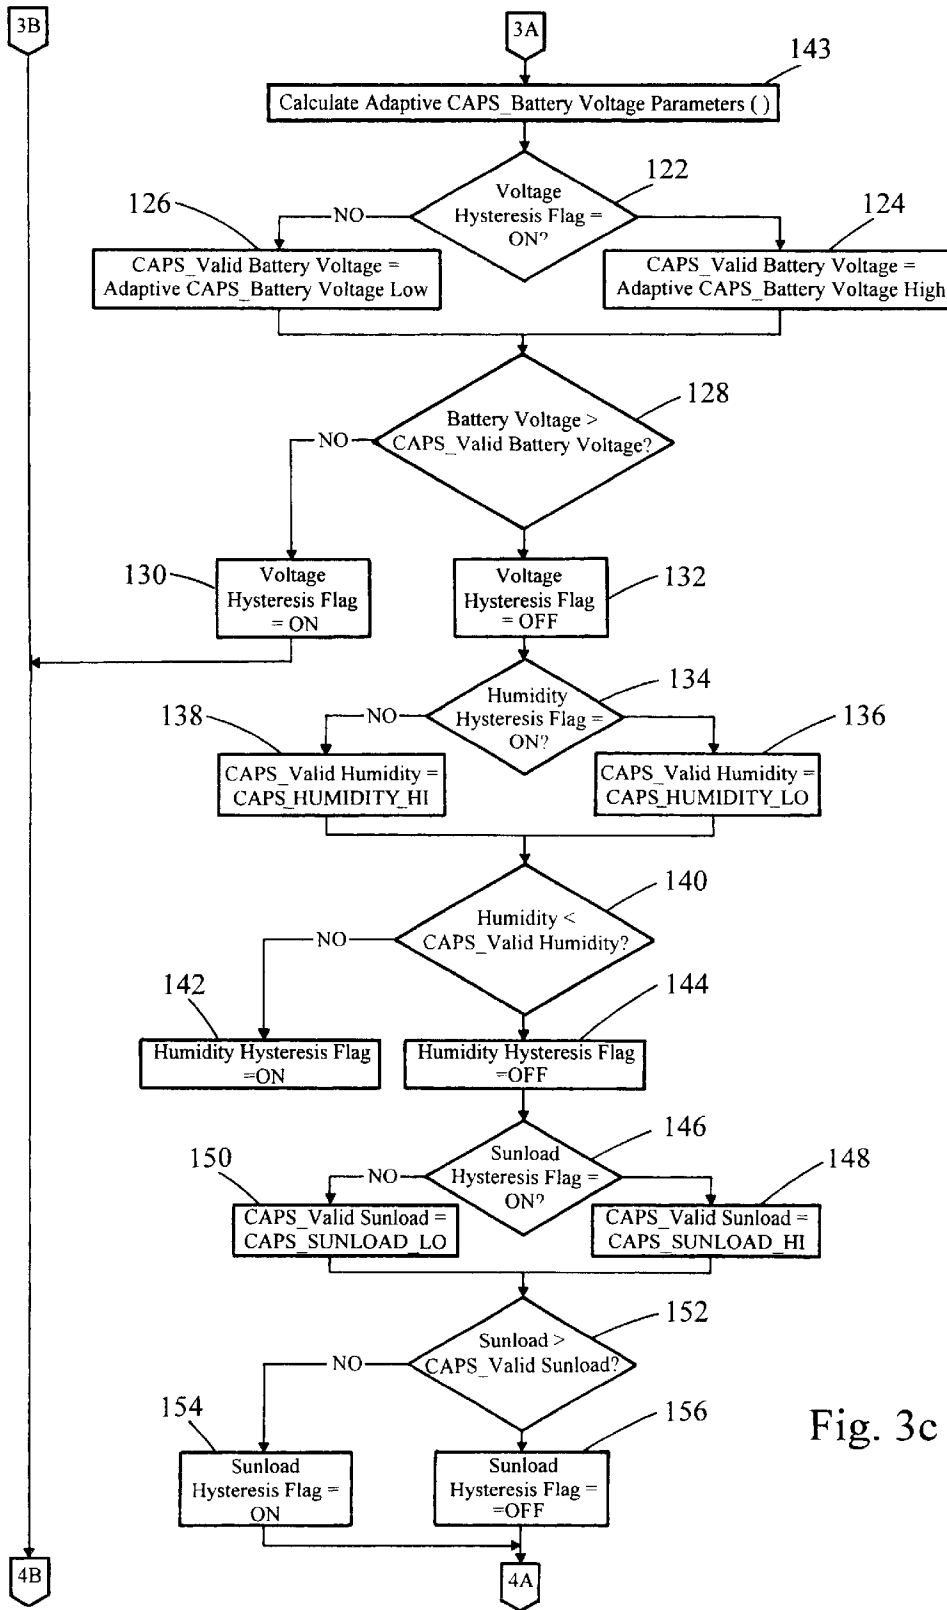 3B
3A
143
Calculate Adaptive CAPS_Battery Voltage Parameters ( )
122
Voltage
Hysteresis Flag =
ON?
126
NO
124
CAPS_Valid Battery Voltage =
Adaptive CAPS_Battery Voltage Low
CAPS_Valid Battery Voltage =
Adaptive CAPS_Battery Voltage High
128
Battery Voltage >
CAPS_Valid Battery Voltage?
NO
130
Voltage
Hysteresis Flag
= ON
Voltage
Hysteresis Flag
= OFF
132
134
Humidity
Hysteresis Flag =
ON?
138
NO
136
CAPS_Valid Humidity =
CAPS_HUMIDITY_HI
CAPS_Valid Humidity =
CAPS_HUMIDITY_LO
140
Humidity <
CAPS_Valid Humidity?
NO
142
144
Humidity Hysteresis Flag
=ON
Humidity Hysteresis Flag
=OFF
146
Sunload
Hysteresis Flag =
ON?
150
NO
148
CAPS_Valid Sunload =
CAPS_SUNLOAD_LO
CAPS_Valid Sunload =
CAPS_SUNLOAD_HI
152
Sunload >
CAPS_Valid Sunload?
NO
154
156
Sunload
Hysteresis Flag =
ON
Sunload
Hysteresis Flag =
=OFF
Fig. 3c
4B
4A